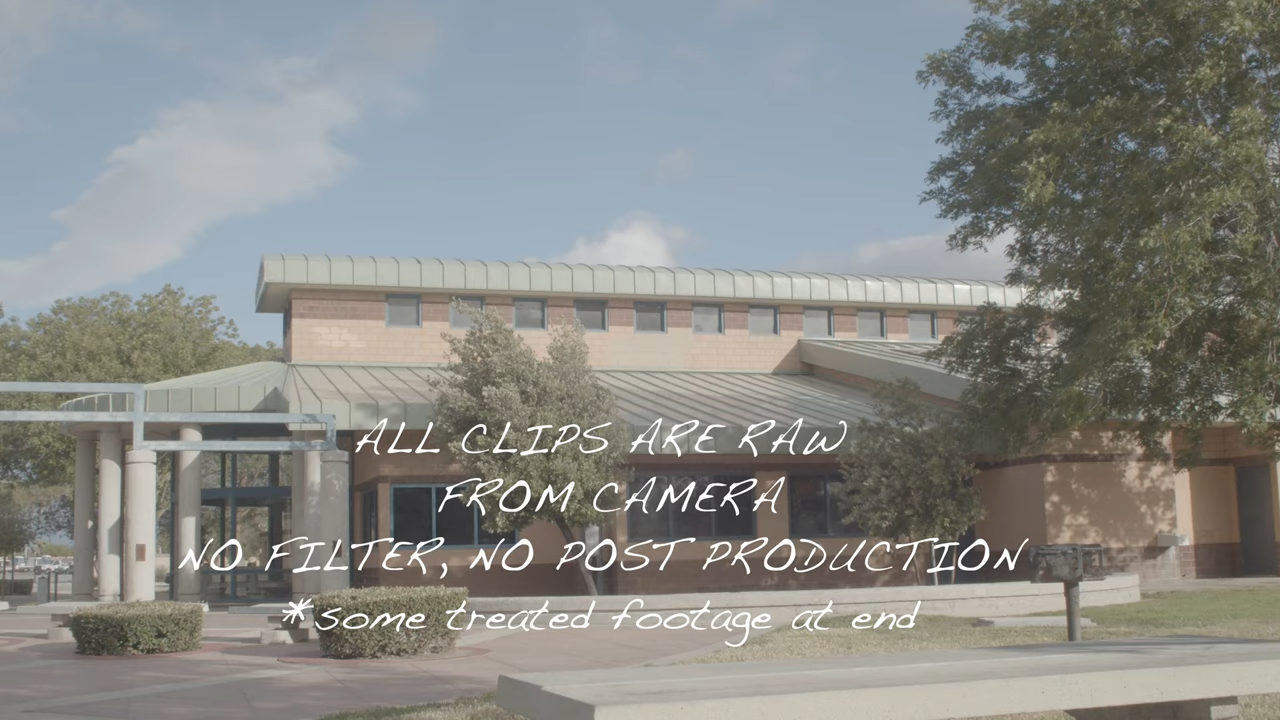 ALL CLIPS ARE RAW
FROM CAMERA
NO FILTER, NO POST PRODUCTION
*some treated footage at end